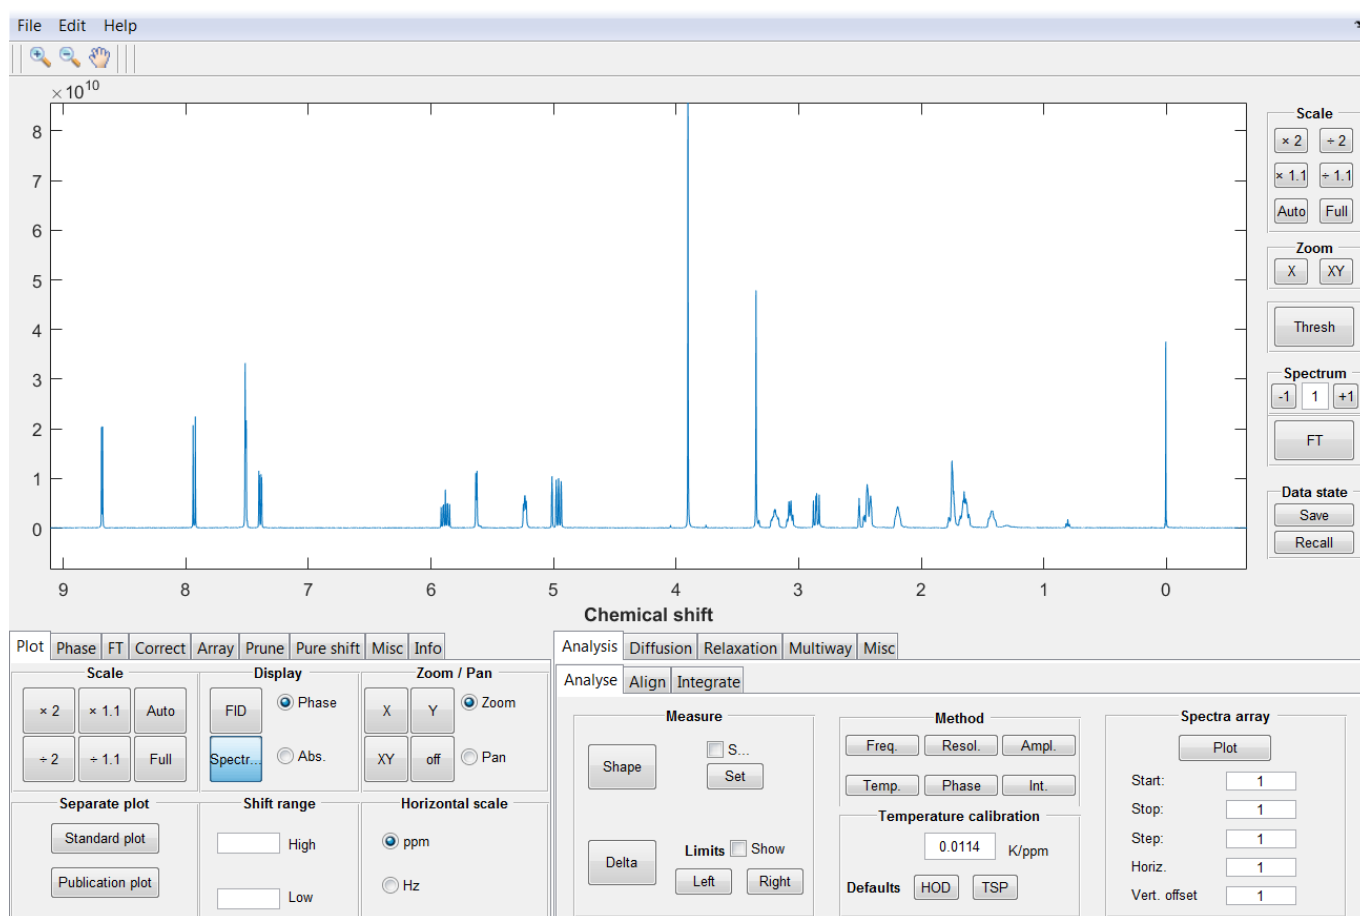 File Edit Help
× 10^10
8
7
6
5
4
3
2
1
0
9 8 7 6 5 4 3 2 1 0
Chemical shift
Scale
× 2 ÷ 2
× 1.1 ÷ 1.1
Auto Full
Zoom
X XY
Thresh
Spectrum
-1 1 +1
FT
Data state
Save
Recall
Plot Phase FT Correct Array Prune Pure shift Misc Info
Scale
× 2 × 1.1 Auto
÷ 2 ÷ 1.1 Full
Display
FID Phase
Spectr... Abs.
Zoom / Pan
X Y Zoom
XY off Pan
Separate plot
Standard plot
Publication plot
Shift range
High
Low
Horizontal scale
ppm
Hz
Analysis Diffusion Relaxation Multiway Misc
Analyse Align Integrate
Measure
Shape S...
Set
Delta Limits Show
Left Right
Method
Freq. Resol. Ampl.
Temp. Phase Int.
Temperature calibration
0.0114 K/ppm
Defaults HOD TSP
Spectra array
Plot
Start: 1
Stop: 1
Step: 1
Horiz. 1
Vert. offset 1